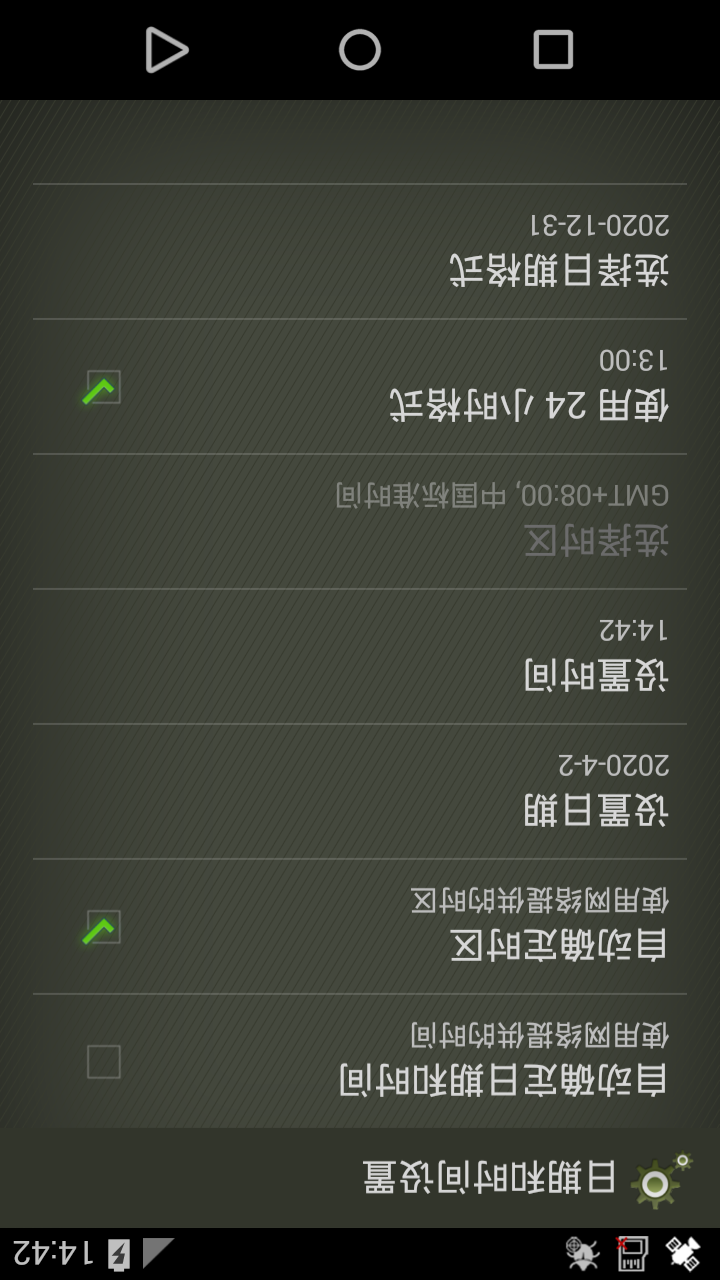 14:42
日期和时间设置
自动确定日期和时间
使用网络提供的时间
自动确定时区
使用网络提供的时区
设置日期
2020-4-2
设置时间
14:42
选择时区
GMT+08:00, 中国标准时间
使用 24 小时格式
13:00
选择日期格式
2020-12-31